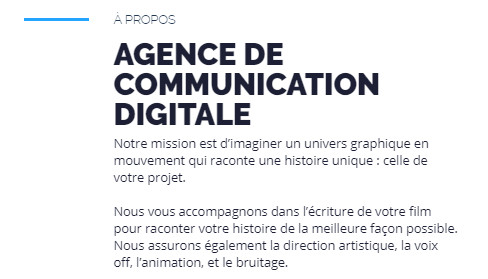 À PROPOS
AGENCE DE
COMMUNICATION
DIGITALE
Notre mission est d’imaginer un univers graphique en
mouvement qui raconte une histoire unique : celle de
votre projet.
Nous vous accompagnons dans l’écriture de votre film
pour raconter votre histoire de la meilleure façon possible.
Nous assurons également la direction artistique, la voix
off, l’animation, et le bruitage.